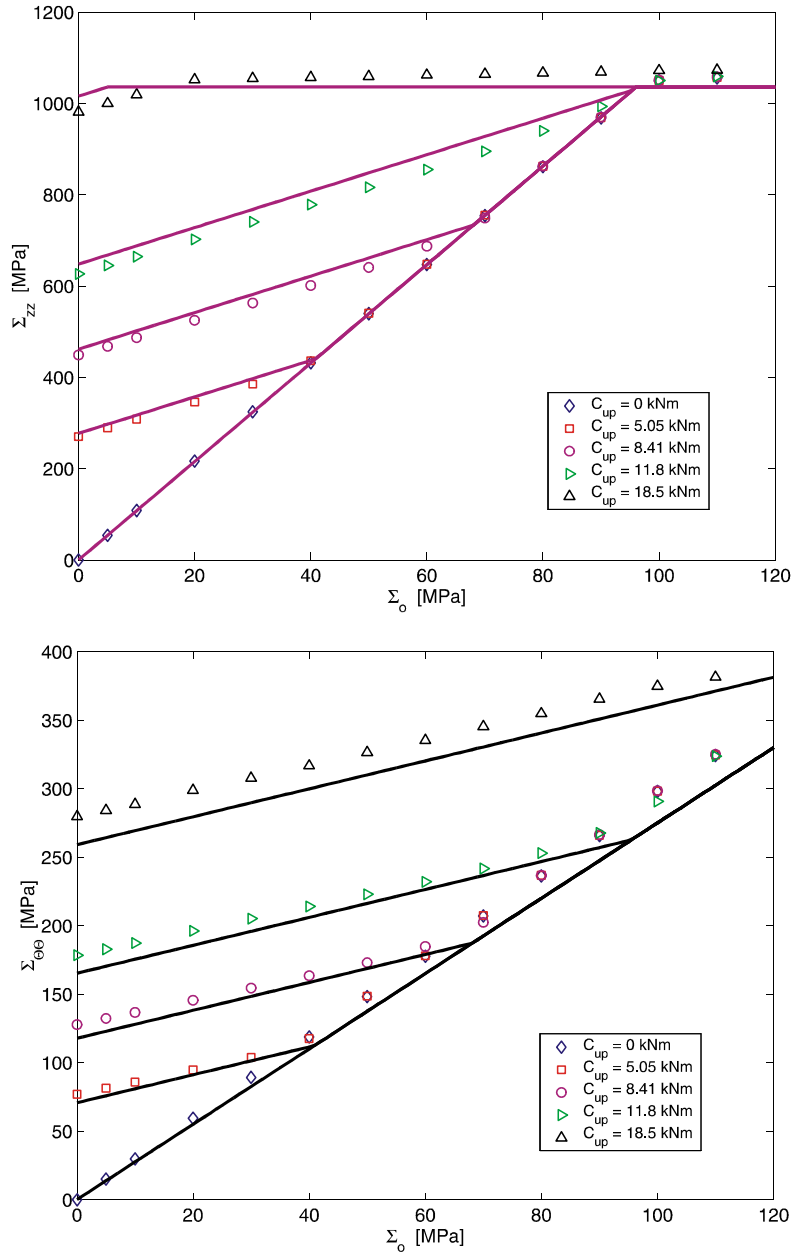 1000
800
600
400
200
0
Σzz [MPa]
0 20 40 60 80 100 120
Σo [MPa]
Cup = 0 kNm
Cup = 5.05 kNm
Cup = 8.41 kNm
Cup = 11.8 kNm
Cup = 18.5 kNm
400
350
300
250
200
150
100
50
0
ΣΘΘ [MPa]
0 20 40 60 80 100 120
Σo [MPa]
Cup = 0 kNm
Cup = 5.05 kNm
Cup = 8.41 kNm
Cup = 11.8 kNm
Cup = 18.5 kNm